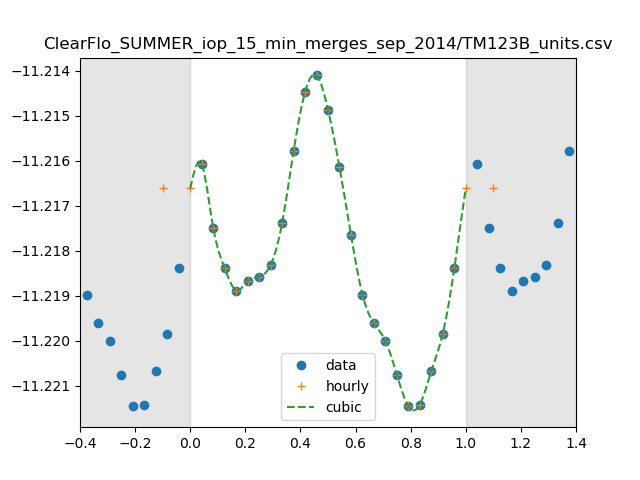 ClearFlo_SUMMER_iop_15_min_merges_sep_2014/TM123B_units.csv
−11.214
−11.215
−11.216
−11.217
−11.218
−11.219
−11.220
−11.221
data
hourly
cubic
−0.4 −0.2 0.0 0.2 0.4 0.6 0.8 1.0 1.2 1.4